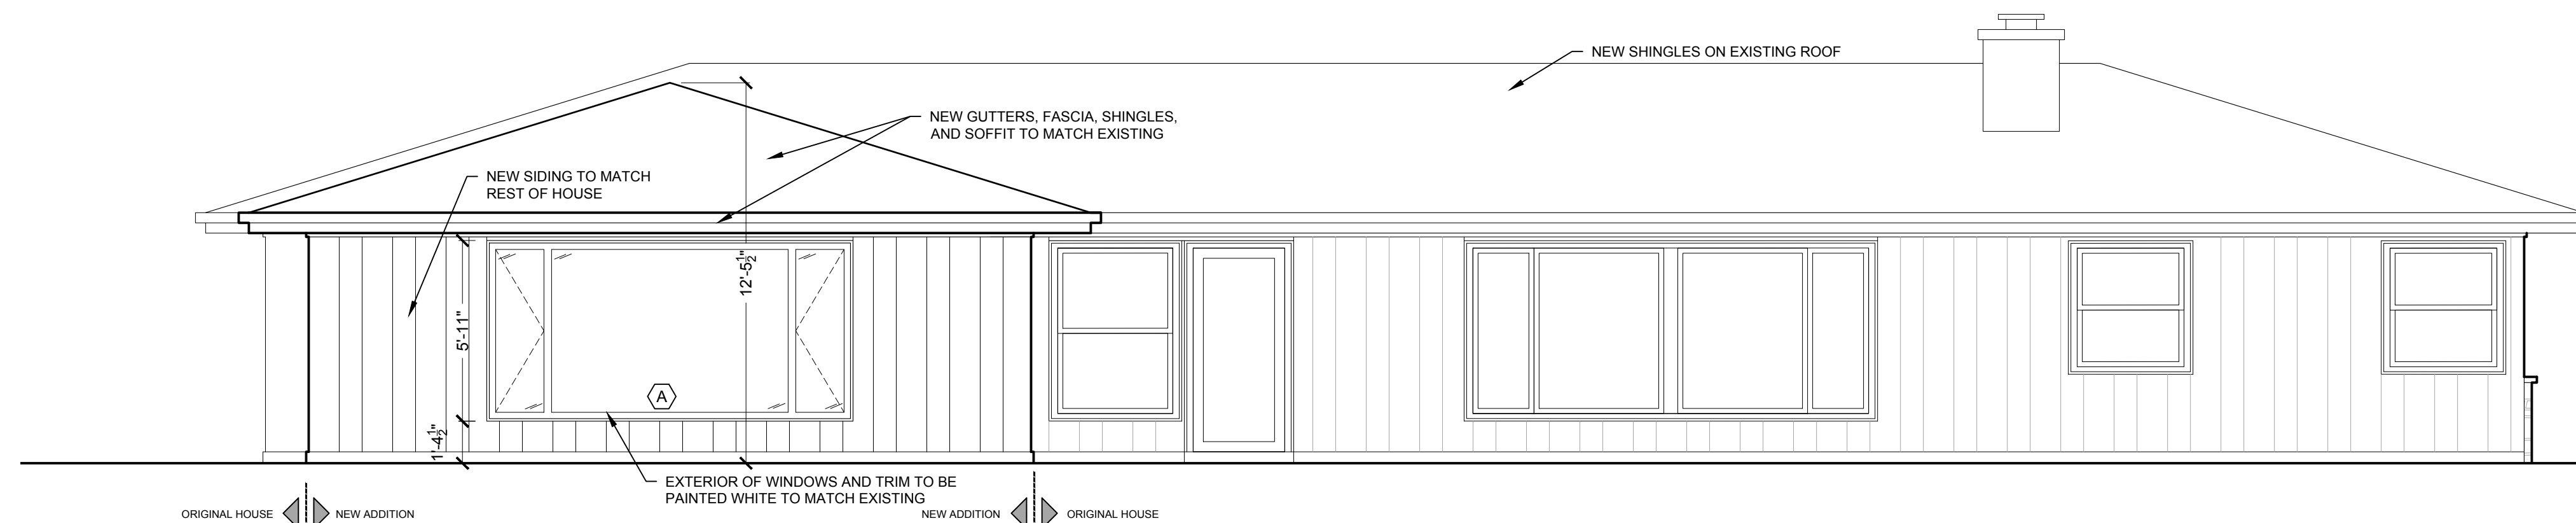 NEW SHINGLES ON EXISTING ROOF
NEW GUTTERS, FASCIA, SHINGLES,
AND SOFFIT TO MATCH EXISTING
NEW SIDING TO MATCH
REST OF HOUSE
12'-5½"
5'-11"
A
1'-4½"
EXTERIOR OF WINDOWS AND TRIM TO BE
PAINTED WHITE TO MATCH EXISTING
ORIGINAL HOUSE NEW ADDITION
NEW ADDITION ORIGINAL HOUSE